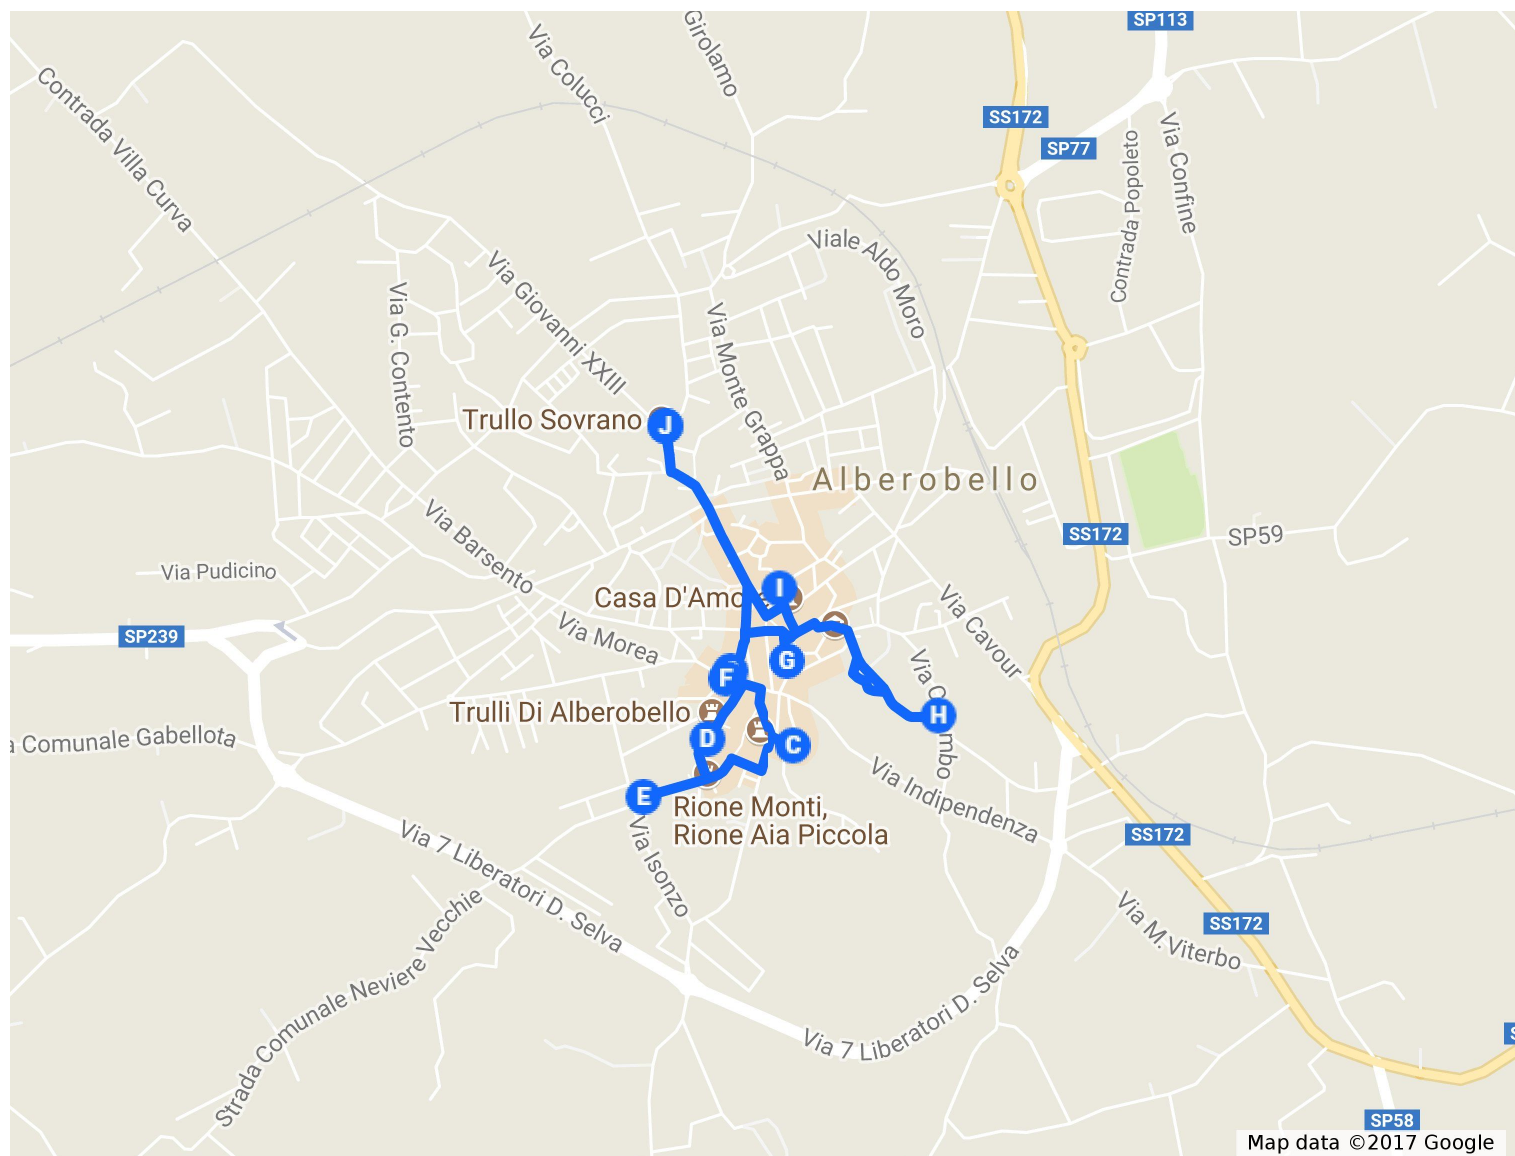 SP113
Girolamo
Via Colucci
Contrada Villa Curva
SS172
SP77
Via Confine
Contrada Popoleto
Viale Aldo Moro
Via Giovanni XXIII
Via G. Contento
Via Monte Grappa
Trullo Sovrano
J
Alberobello
Via Barsento
SS172
SP59
Via Pudicino
Casa D'Amo
I
Via Cavour
SP239
Via Morea
G
F
Via C
mbo
H
Trulli Di Alberobello
D
C
a Comunale Gabellota
Via Indipendenza
E
Rione Monti,
Rione Aia Piccola
Via 7 Liberatori D. Selva
Via Isonzo
SS172
Strada Comunale Neviere Vecchie
Via M. Viterbo
SS172
Via 7 Liberatori D. Selva
S
SP58
Map data ©2017 Google